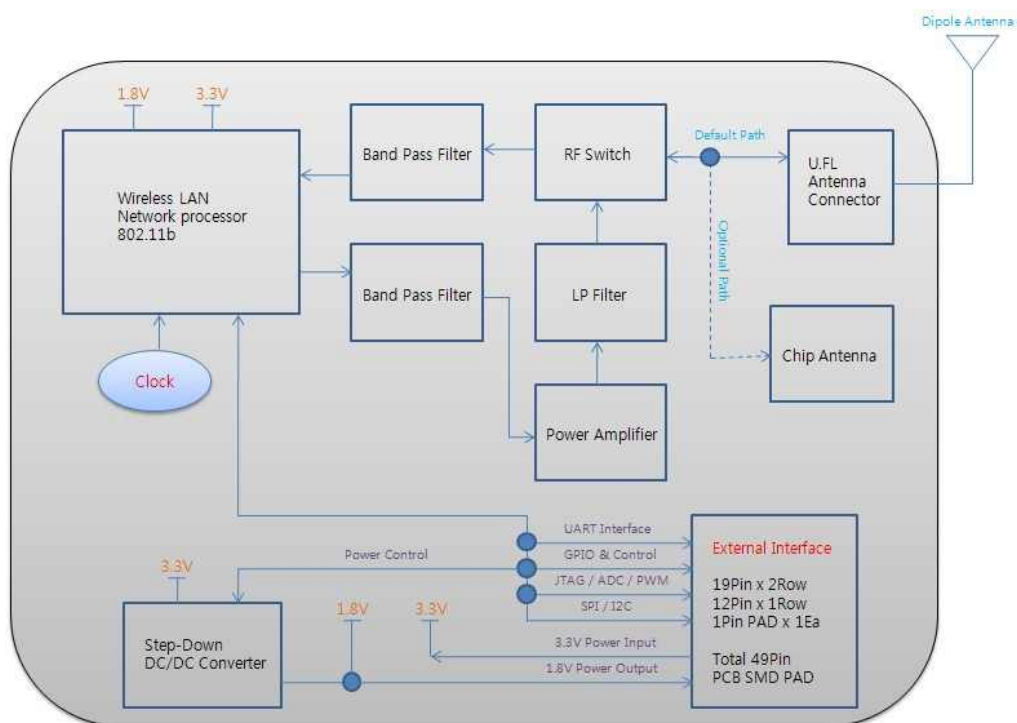 Dipole Antenna
1.8V
3.3V
Wireless LAN
Network processor
802.11b
Band Pass Filter
RF Switch
Default Path
U.FL
Antenna
Connector
Optional Path
Band Pass Filter
LP Filter
Chip Antenna
Clock
Power Amplifier
UART Interface
Power Control
GPIO & Control
JTAG / ADC / PWM
SPI / I2C
3.3V Power Input
1.8V Power Output
External Interface
19Pin x 2Row
12Pin x 1Row
1Pin PAD x 1Ea
Total 49Pin
PCB SMD PAD
3.3V
1.8V
3.3V
Step-Down
DC/DC Converter